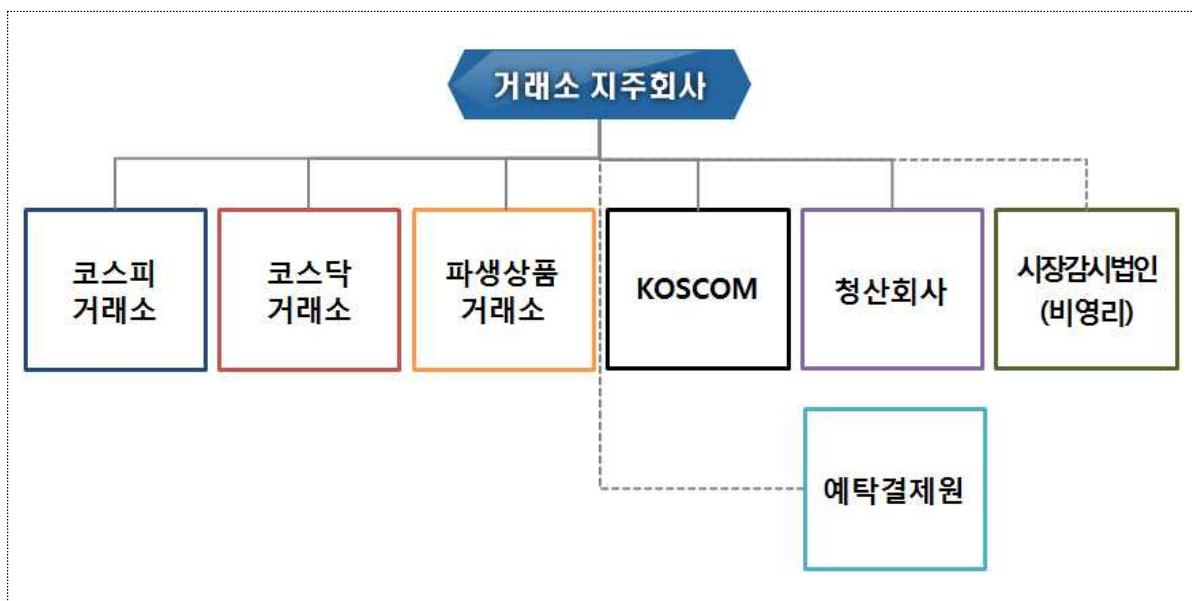 거래소 지주회사
코스피
거래소
코스닥
거래소
파생상품
거래소
KOSCOM
청산회사
시장감시법인
(비영리)
예탁결제원